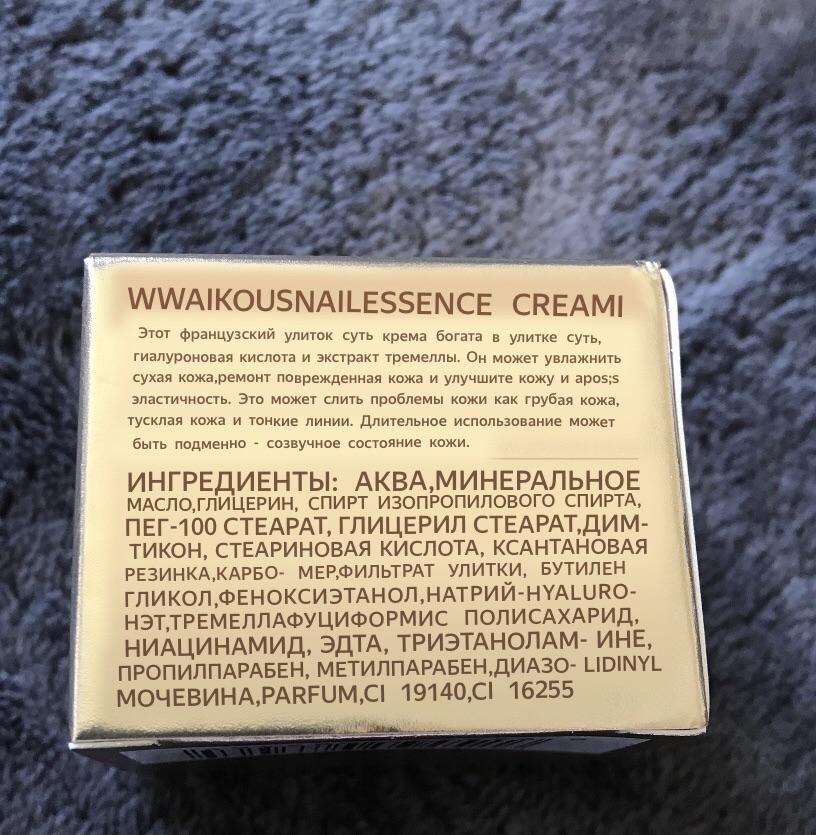 WWAIKOUSNAILESSENCE CREAMI
Этот французский улиток суть крема богата в улитке суть,
гиалуроновая кислота и экстракт тремеллы. Он может увлажнить
сухая кожа,ремонт поврежденная кожа и улучшите кожу и apos;s
эластичность. Это может слить проблемы кожи как грубая кожа,
тусклая кожа и тонкие линии. Длительное использование может
быть подменно - созвучное состояние кожи.
ИНГРЕДИЕНТЫ: АКВА,МИНЕРАЛЬНОЕ
МАСЛО,ГЛИЦЕРИН, СПИРТ ИЗОПРОПИЛОВОГО СПИРТА,
ПЕГ-100 СТЕАРАТ, ГЛИЦЕРИЛ СТЕАРАТ,ДИМ-
ТИКОН, СТЕАРИНОВАЯ КИСЛОТА, КСАНТАНОВАЯ
РЕЗИНКА,КАРБО- МЕР,ФИЛЬТРАТ УЛИТКИ, БУТИЛЕН
ГЛИКОЛ,ФЕНОКСИЭТАНОЛ,НАТРИЙ-HYALURO-
НЭТ,ТРЕМЕЛЛАФУЦИФОРМИС ПОЛИСАХАРИД,
НИАЦИНАМИД, ЭДТА, ТРИЭТАНОЛАМ- ИНЕ,
ПРОПИЛПАРАБЕН, МЕТИЛПАРАБЕН,ДИАЗО- LIDINYL
МОЧЕВИНА,PARFUM,CI 19140,CI 16255